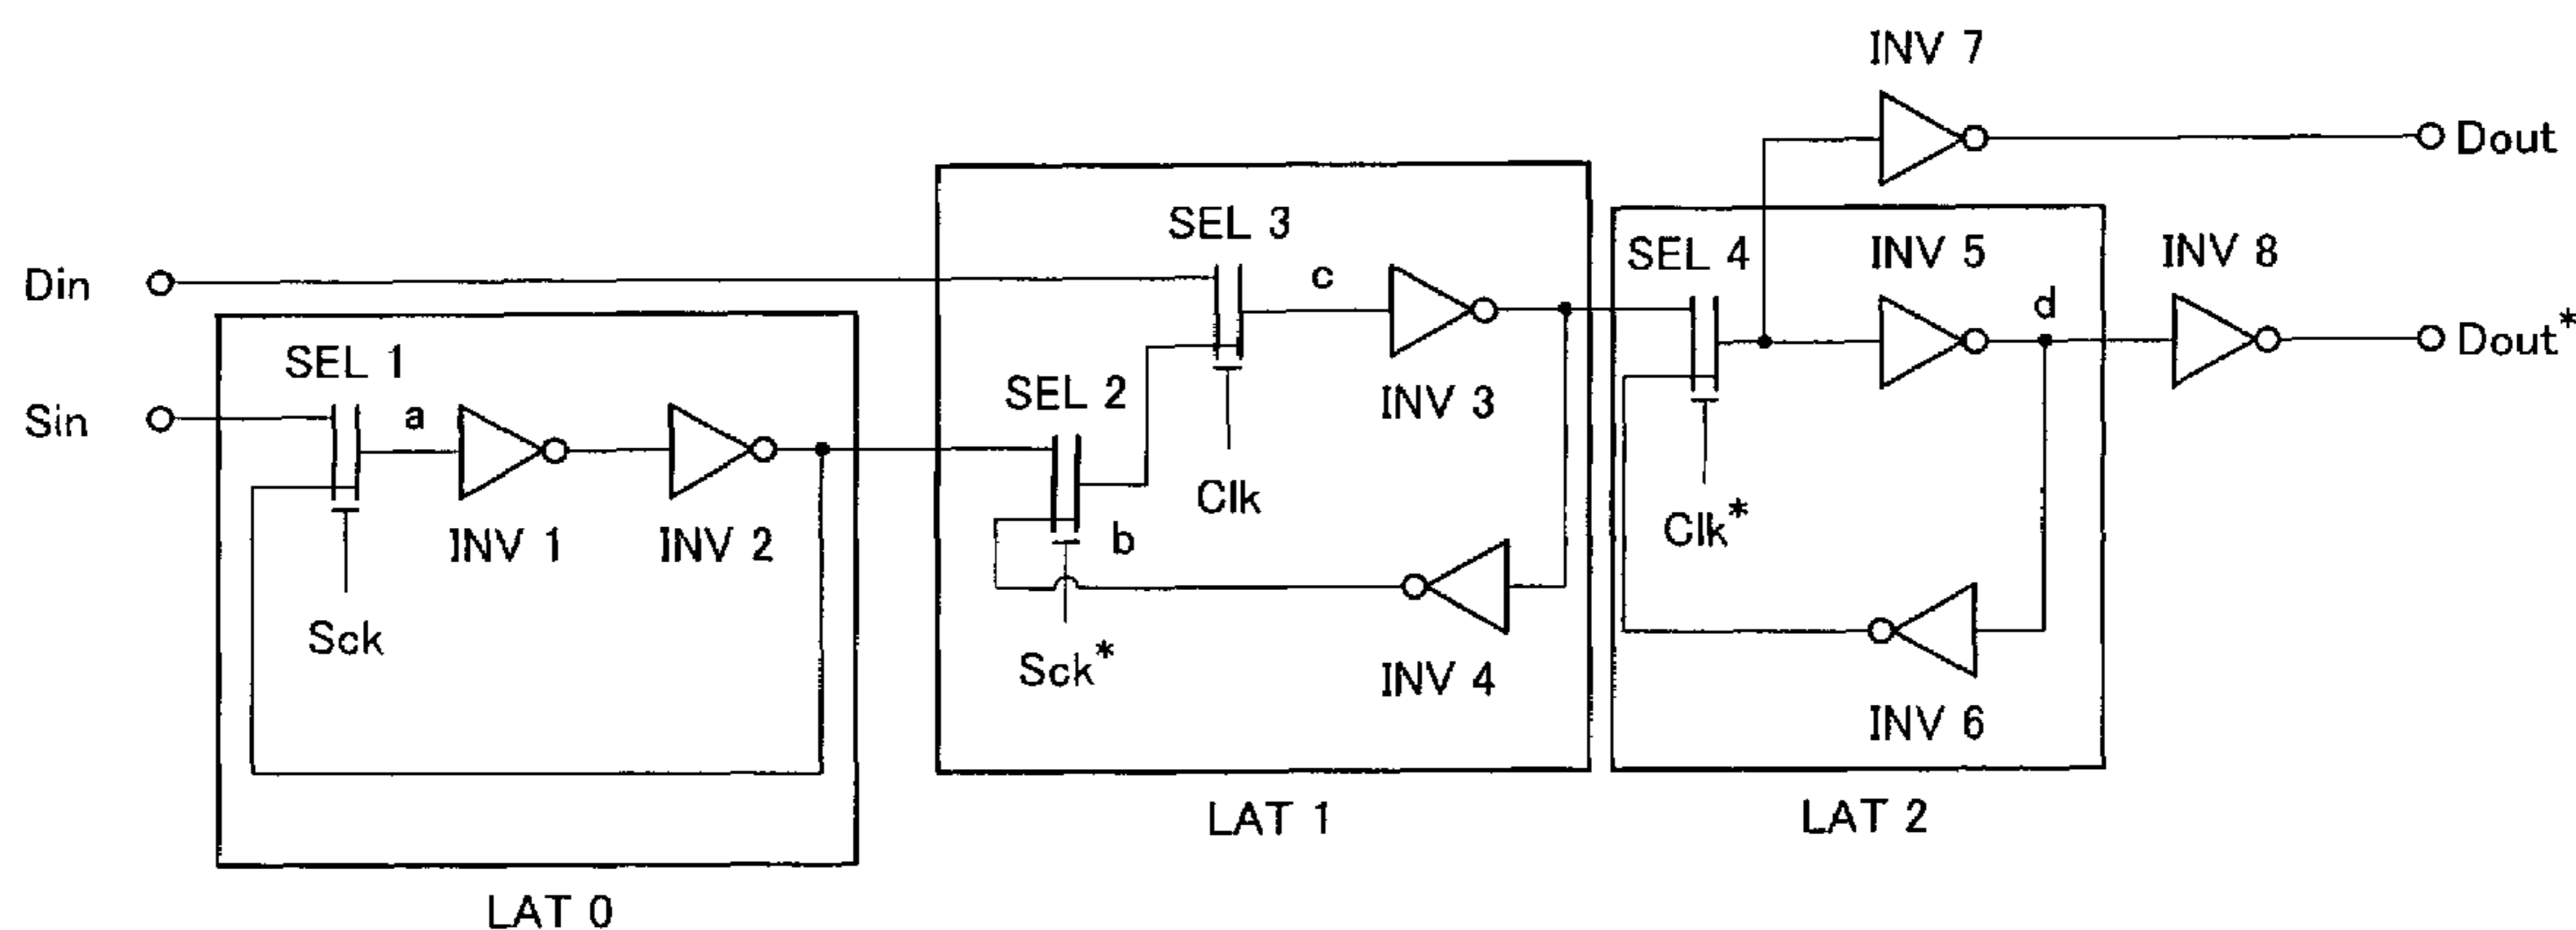 INV 7
Dout
SEL 3
SEL 4
INV 5
INV 8
Din
c
d
Dout*
SEL 1
SEL 2
INV 3
Sin
a
Clk
Clk*
INV 1
INV 2
b
Sck
Sck*
INV 4
INV 6
LAT 1
LAT 2
LAT 0